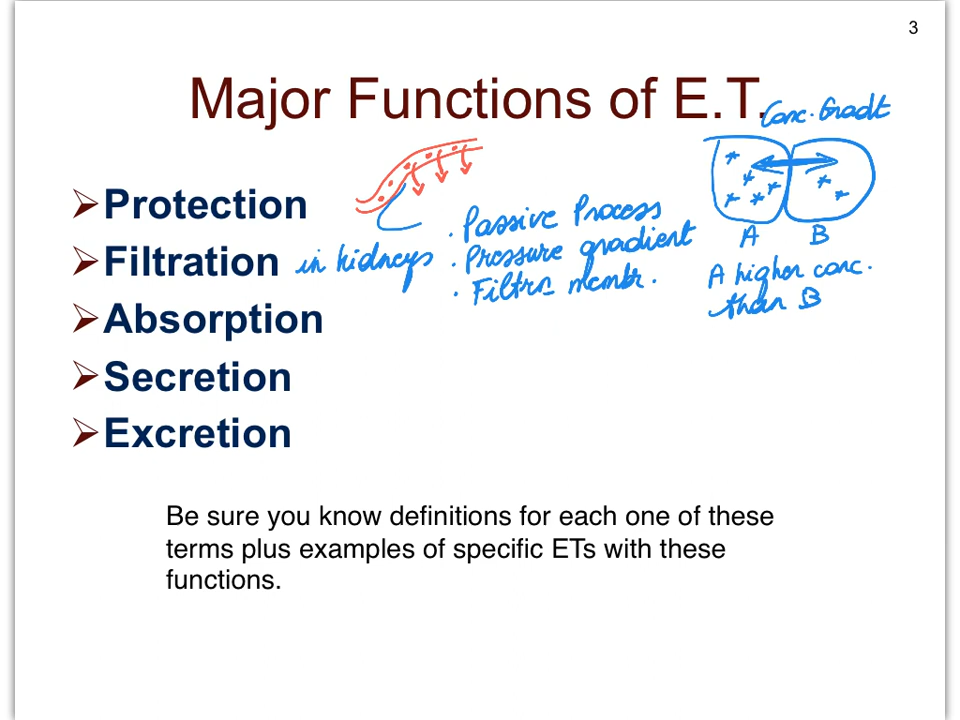 3
Major Functions of E.T.
Conc. Gradt
➢Protection
➢Filtration in kidneys
. Passive Process
. Pressure gradient
. Filtrn membr.
A B
A higher conc.
than B
➢Absorption
➢Secretion
➢Excretion
Be sure you know definitions for each one of these
terms plus examples of specific ETs with these
functions.